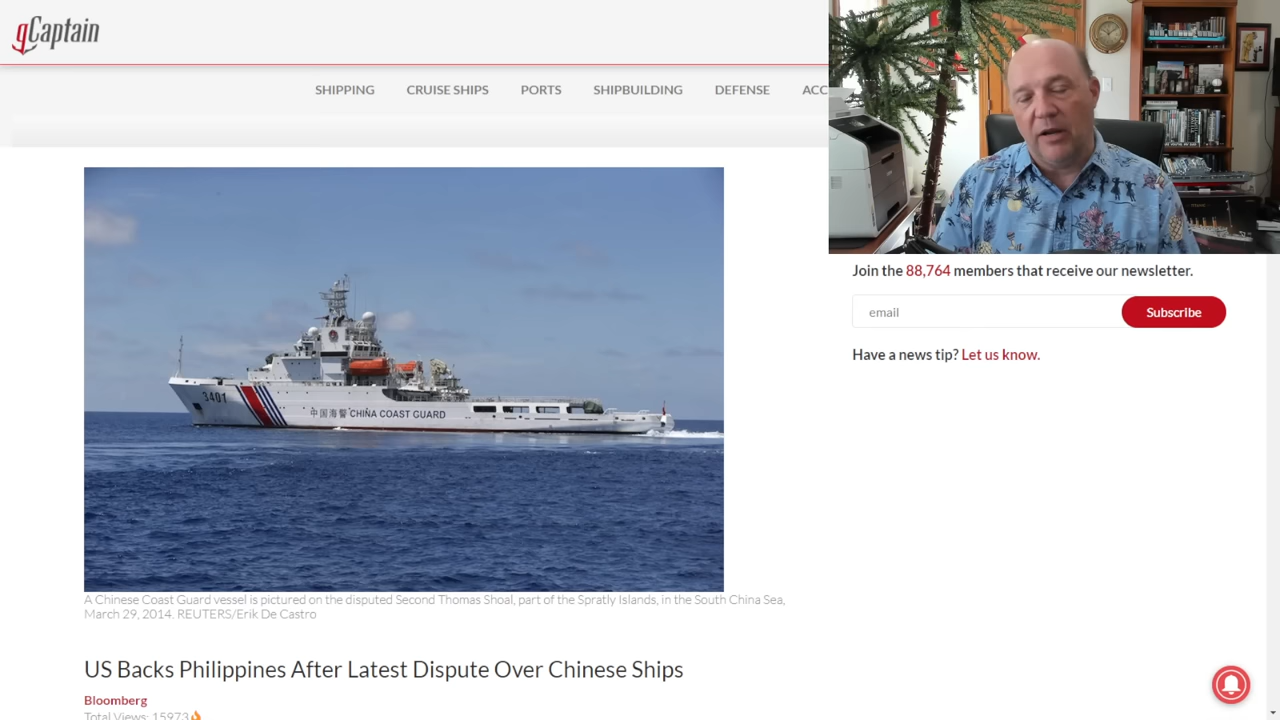 gCaptain
SHIPPING CRUISE SHIPS PORTS SHIPBUILDING DEFENSE ACC
Join the 88,764 members that receive our newsletter.
email Subscribe
Have a news tip? Let us know.
3401
中国海警 CHINA COAST GUARD
A Chinese Coast Guard vessel is pictured on the disputed Second Thomas Shoal, part of the Spratly Islands, in the South China Sea,
March 29, 2014. REUTERS/Erik De Castro
US Backs Philippines After Latest Dispute Over Chinese Ships
Bloomberg
Total Views: 15973